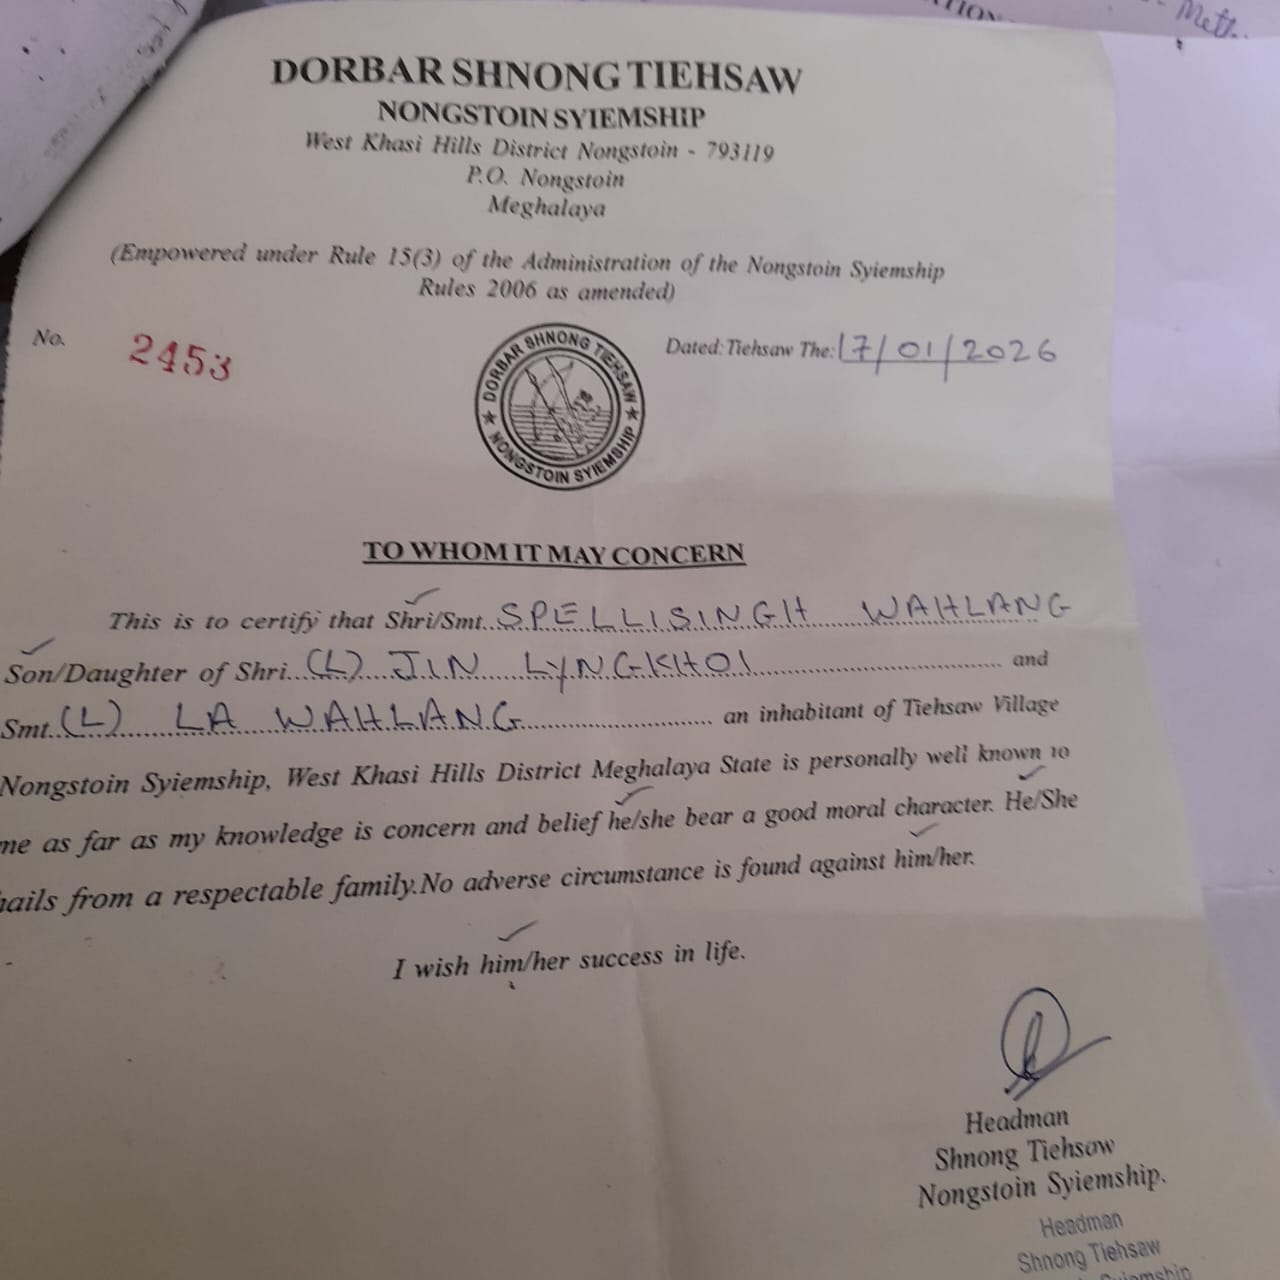 TION
Meth.
DORBAR SHNONG TIEHSAW
NONGSTOIN SYIEMSHIP
West Khasi Hills District Nongstoin - 793119
P.O. Nongstoin
Meghalaya
(Empowered under Rule 15(3) of the Administration of the Nongstoin Syiemship
Rules 2006 as amended)
No. 2453
DORBAR SHNONG TIEHSAW
NONGSTOIN SYIEMSHIP
Dated: Tiehsaw The: 17/01/2026
TO WHOM IT MAY CONCERN
This is to certify that Shri/Smt. SPELLISINGH WAHLANG
Son/Daughter of Shri. (L) JIN LYNGKHOI and
Smt. (L) LA WAHLANG an inhabitant of Tiehsaw Village
Nongstoin Syiemship, West Khasi Hills District Meghalaya State is personally well known to
me as far as my knowledge is concern and belief he/she bear a good moral character. He/She
hails from a respectable family.No adverse circumstance is found against him/her.
I wish him/her success in life.
Headman
Shnong Tiehsaw
Nongstoin Syiemship.
Headman
Shnong Tiehsaw
Syiemship